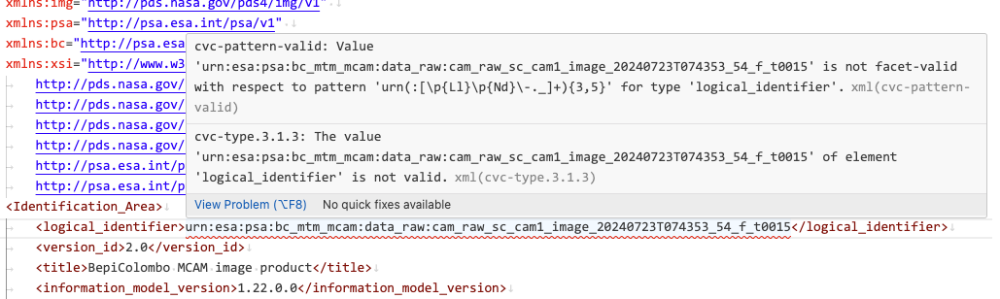 xmlns:img="http://pds.nasa.gov/pds4/img/v1"
xmlns:psa="http://psa.esa.int/psa/v1"
xmlns:bc="http://psa.esa
xmlns:xsi="http://www.w3
http://pds.nasa.gov/
http://pds.nasa.gov/
http://pds.nasa.gov/
http://pds.nasa.gov/
http://psa.esa.int/p
http://psa.esa.int/p
cvc-pattern-valid: Value
'urn:esa:psa:bc_mtm_mcam:data_raw:cam_raw_sc_cam1_image_20240723T074353_54_f_t0015' is not facet-valid
with respect to pattern 'urn(:[\p{Ll}\p{Nd}\-._]+){3,5}' for type 'logical_identifier'. xml(cvc-pattern-
valid)
cvc-type.3.1.3: The value
'urn:esa:psa:bc_mtm_mcam:data_raw:cam_raw_sc_cam1_image_20240723T074353_54_f_t0015' of element
'logical_identifier' is not valid. xml(cvc-type.3.1.3)
View Problem (⌥F8) No quick fixes available
<Identification_Area>
<logical_identifier>urn:esa:psa:bc_mtm_mcam:data_raw:cam_raw_sc_cam1_image_20240723T074353_54_f_t0015</logical_identifier>
<version_id>2.0</version_id>
<title>BepiColombo MCAM image product</title>
<information_model_version>1.22.0.0</information_model_version>